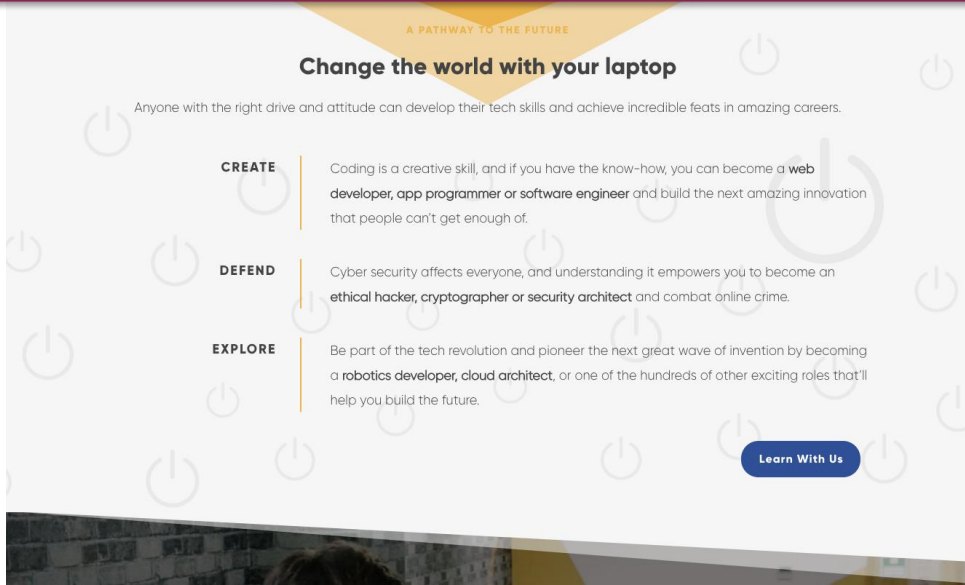 A PATHWAY TO THE FUTURE
Change the world with your laptop
Anyone with the right drive and attitude can develop their tech skills and achieve incredible feats in amazing careers.
CREATE
Coding is a creative skill, and if you have the know-how, you can become a web
developer, app programmer or software engineer and build the next amazing innovation
that people can't get enough of.
DEFEND
Cyber security affects everyone, and understanding it empowers you to become an
ethical hacker, cryptographer or security architect and combat online crime.
EXPLORE
Be part of the tech revolution and pioneer the next great wave of invention by becoming
a robotics developer, cloud architect, or one of the hundreds of other exciting roles that'll
help you build the future.
Learn With Us